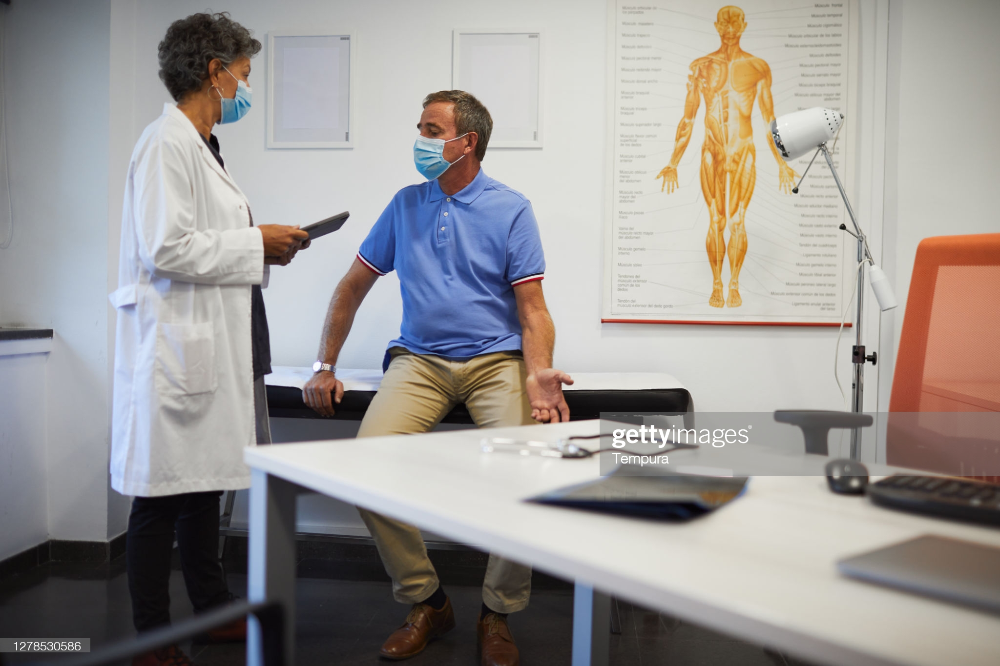 Músculo orbicular de
los párpados
Músculo masetero
Músculo trapecio
Músculo deltoides
Músculo pectoral menor
Músculo redondo mayor
Músculo dorsal ancho
Músculo braquial
anterior
Músculo tríceps
braquial
Músculo supinador largo
Músculo flexor común
superficial
de los dedos
Músculo cubital
anterior
Músculo oblicuo
menor
del abdomen
Músculo recto
mayor del
abdomen
Músculo psoas
ilíaco
Vaina del
músculo recto mayor
del abdomen
Músculo gemelo
interno
Músculo sóleo
Tendones del
músculo extensor
común de los
dedos
Tendón del
músculo extensor del dedo gordo
Músculo frontal
Músculo temporal
Músculo cigomático
Músculo orbicular de los labios
Músculo esternocleidomastoideo
Músculo deltoides
Músculo pectoral mayor
Músculo serrato mayor
Músculo bíceps braquial
Músculo oblicuo mayor del
abdomen
largo
Músculo recto anterior
Músculo aductor mediano
Músculo recto interno
Músculo vasto externo
Músculo vasto interno
Tendón del cuádriceps
Ligamento rotuliano
Músculo gemelo interno
Músculo tibial anterior
Músculo peroneo lateral largo
Músculo extensor común de los dedos
Ligamento anular anterior
del tarso
gettyimages®
Tempura
1278530586